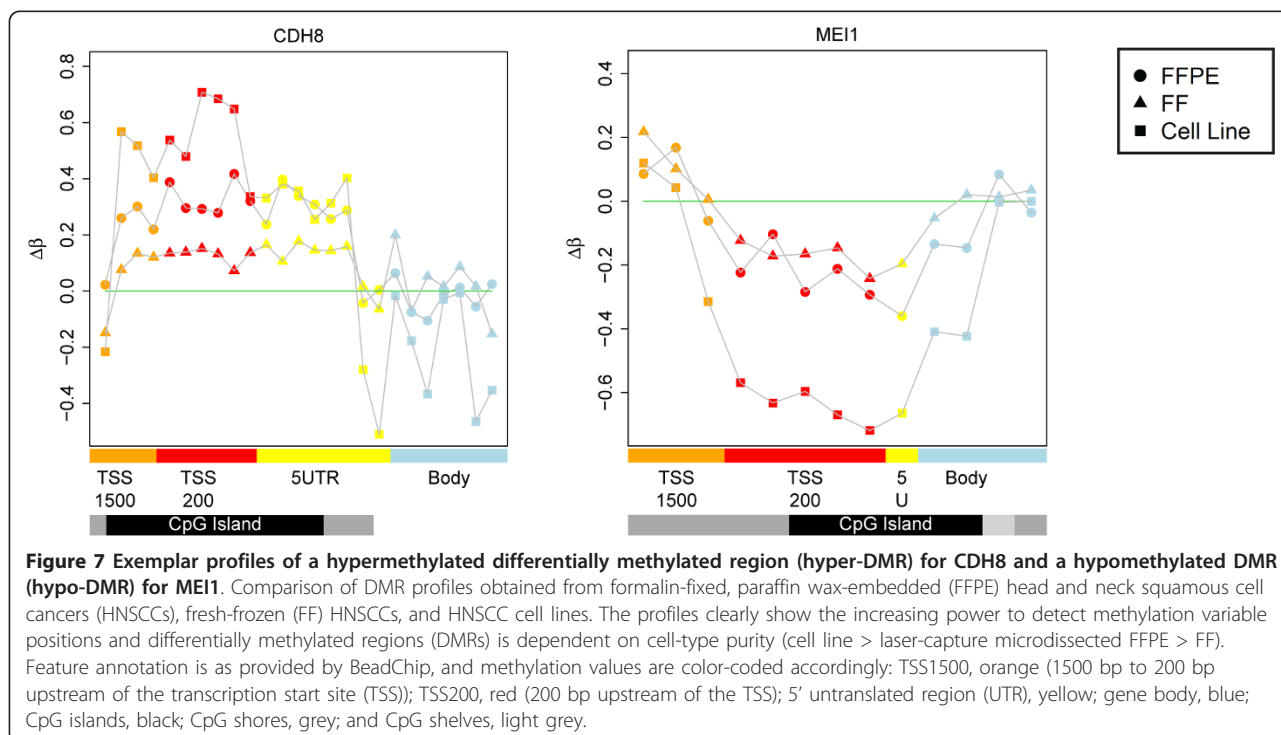 CDH8
MEI1
FFPE
FF
Cell Line
Δβ
0.8
0.6
0.4
0.2
0.0
−0.2
−0.4
TSS 1500
TSS 200
5UTR
Body
CpG Island
Δβ
0.4
0.2
0.0
−0.2
−0.4
−0.6
TSS 1500
TSS 200
5 U
Body
CpG Island
Figure 7 Exemplar profiles of a hypermethylated differentially methylated region (hyper-DMR) for CDH8 and a hypomethylated DMR
(hypo-DMR) for MEI1. Comparison of DMR profiles obtained from formalin-fixed, paraffin wax-embedded (FFPE) head and neck squamous cell
cancers (HNSCCs), fresh-frozen (FF) HNSCCs, and HNSCC cell lines. The profiles clearly show the increasing power to detect methylation variable
positions and differentially methylated regions (DMRs) is dependent on cell-type purity (cell line > laser-capture microdissected FFPE > FF).
Feature annotation is as provided by BeadChip, and methylation values are color-coded accordingly: TSS1500, orange (1500 bp to 200 bp
upstream of the transcription start site (TSS)); TSS200, red (200 bp upstream of the TSS); 5' untranslated region (UTR), yellow; gene body, blue;
CpG islands, black; CpG shores, grey; and CpG shelves, light grey.